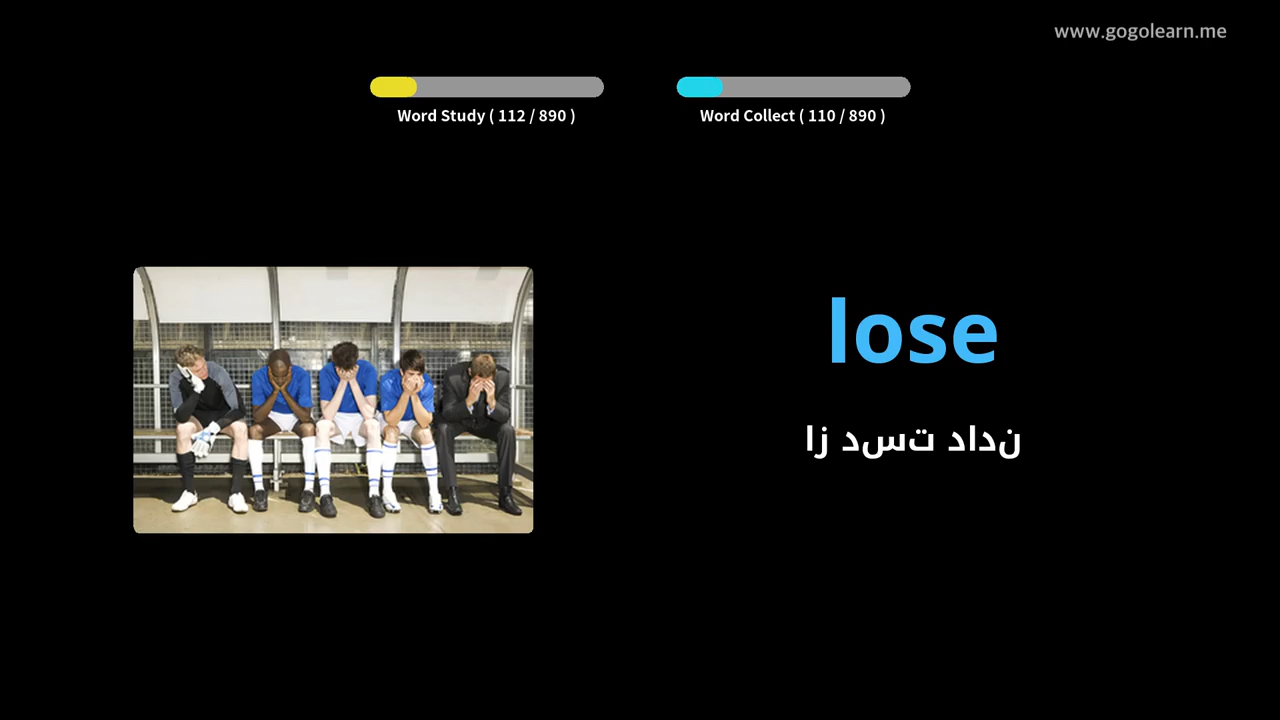 www.gogolearn.me
Word Study ( 112 / 890 )
Word Collect ( 110 / 890 )
lose
نداد تسد زا